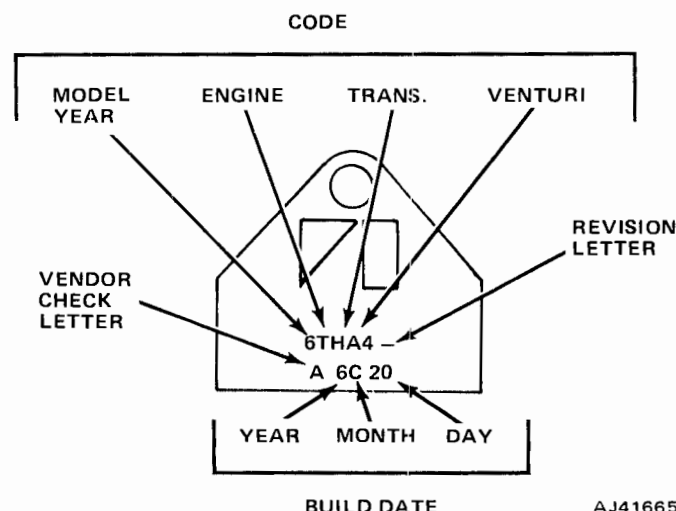 CODE
MODEL YEAR
ENGINE
TRANS.
VENTURI
REVISION LETTER
VENDOR CHECK LETTER
6THA4 –
A 6C 20
YEAR MONTH DAY
BUILD DATE
AJ41665